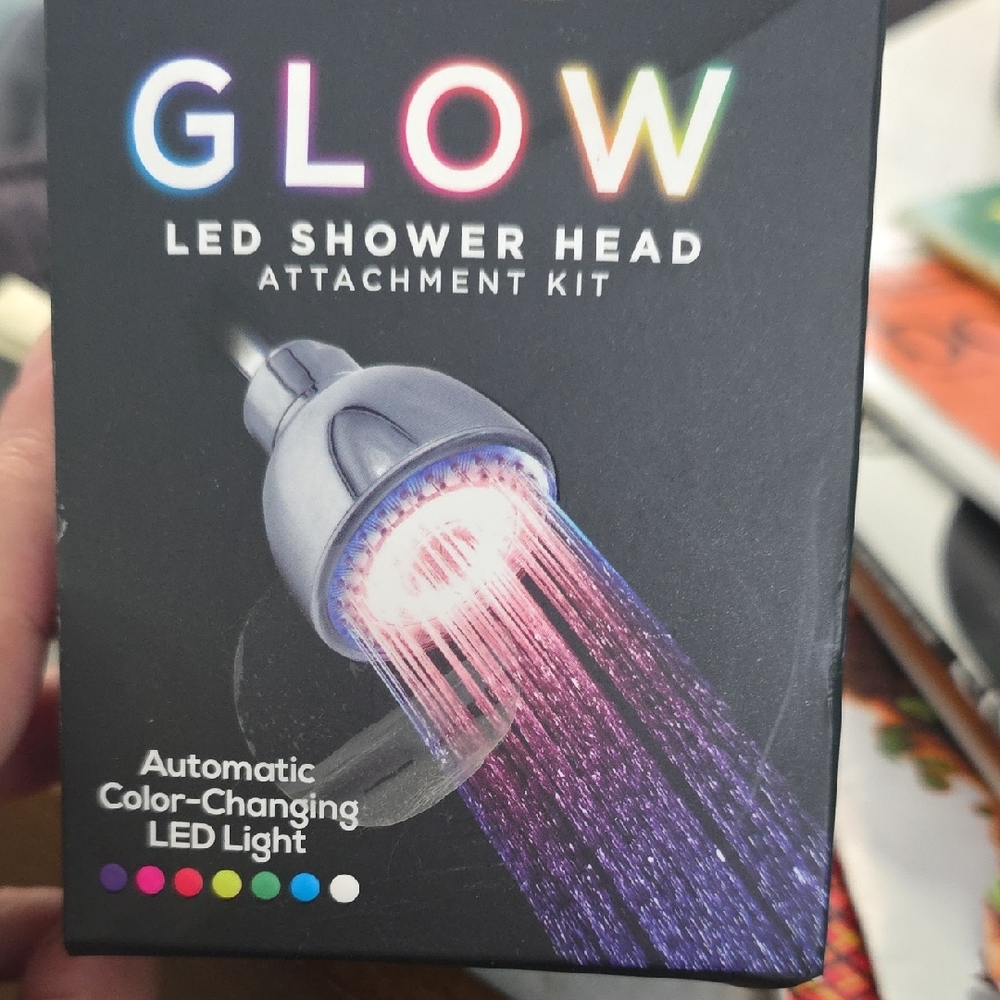 GLOW
LED SHOWER HEAD
ATTACHMENT KIT
Automatic
Color-Changing
LED Light